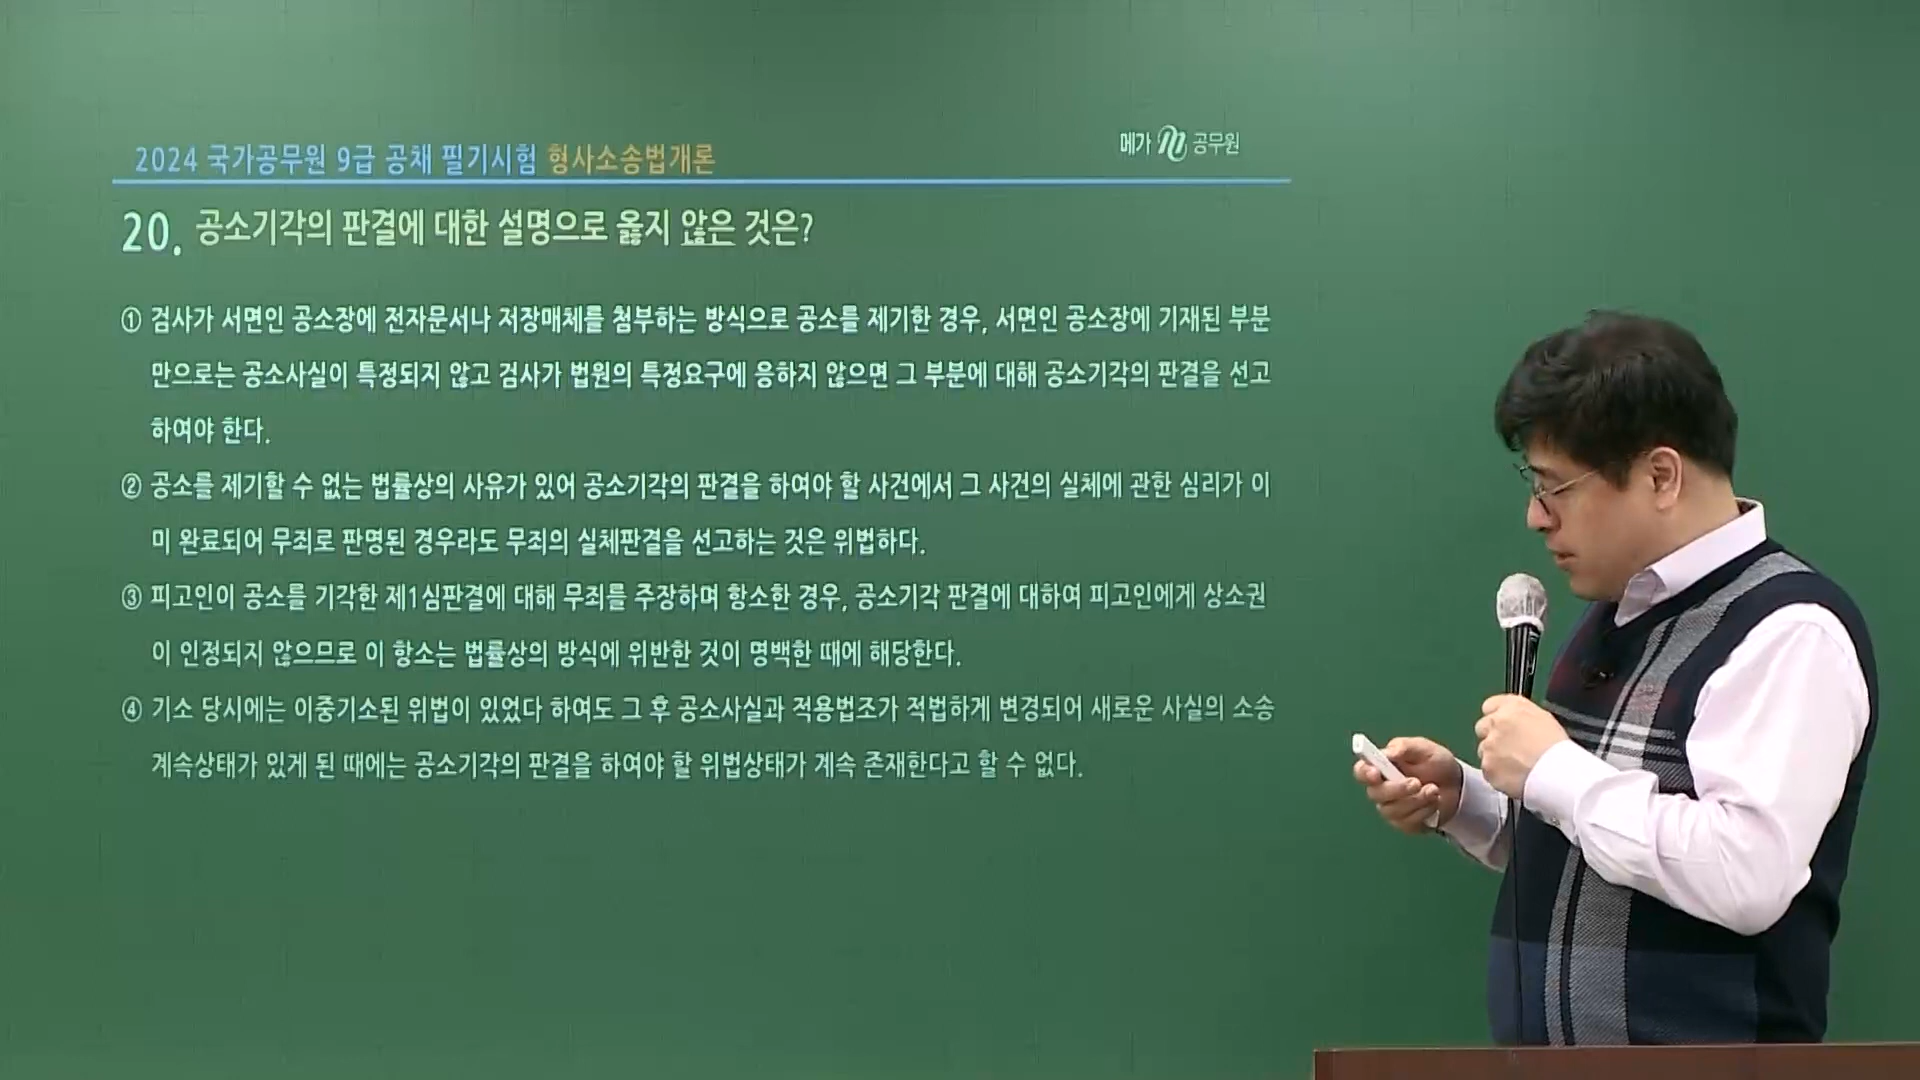 2024 국가공무원 9급 공채 필기시험 형사소송법개론
메가 공무원
20. 공소기각의 판결에 대한 설명으로 옳지 않은 것은?
① 검사가 서면인 공소장에 전자문서나 저장매체를 첨부하는 방식으로 공소를 제기한 경우, 서면인 공소장에 기재된 부분
만으로는 공소사실이 특정되지 않고 검사가 법원의 특정요구에 응하지 않으면 그 부분에 대해 공소기각의 판결을 선고
하여야 한다.
② 공소를 제기할 수 없는 법률상의 사유가 있어 공소기각의 판결을 하여야 할 사건에서 그 사건의 실체에 관한 심리가 이
미 완료되어 무죄로 판명된 경우라도 무죄의 실체판결을 선고하는 것은 위법하다.
③ 피고인이 공소를 기각한 제1심판결에 대해 무죄를 주장하며 항소한 경우, 공소기각 판결에 대하여 피고인에게 상소권
이 인정되지 않으므로 이 항소는 법률상의 방식에 위반한 것이 명백한 때에 해당한다.
④ 기소 당시에는 이중기소된 위법이 있었다 하여도 그 후 공소사실과 적용법조가 적법하게 변경되어 새로운 사실의 소송
계속상태가 있게 된 때에는 공소기각의 판결을 하여야 할 위법상태가 계속 존재한다고 할 수 없다.